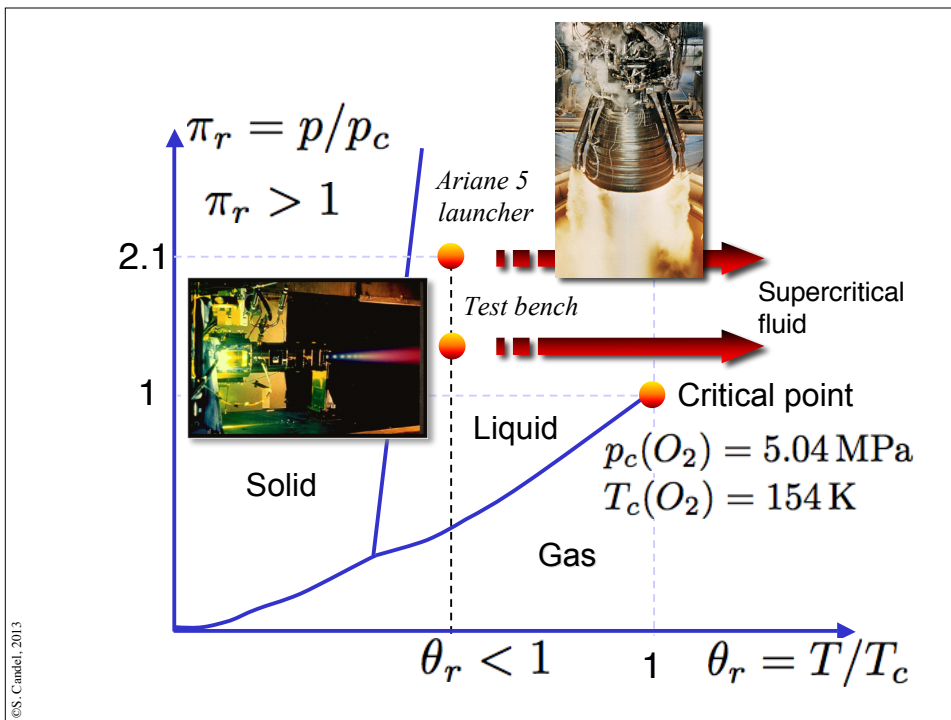 π_r = p/p_c
π_r > 1
Ariane 5
launcher
2.1
Test bench
Supercritical
fluid
1
Critical point
Liquid
p_c(O_2) = 5.04 MPa
Solid
T_c(O_2) = 154 K
Gas
θ_r < 1
1
θ_r = T/T_c
©S. Candel, 2013